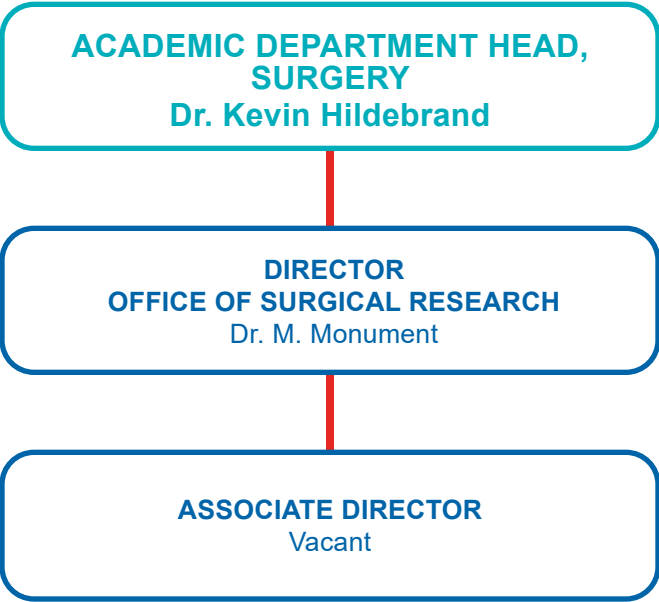 ACADEMIC DEPARTMENT HEAD,
SURGERY
Dr. Kevin Hildebrand
DIRECTOR
OFFICE OF SURGICAL RESEARCH
Dr. M. Monument
ASSOCIATE DIRECTOR
Vacant